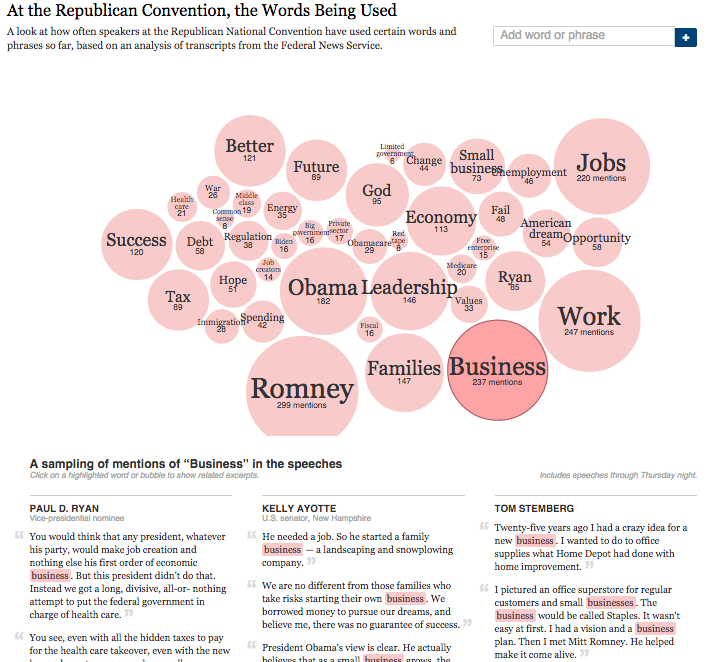 At the Republican Convention, the Words Being Used
A look at how often speakers at the Republican National Convention have used certain words and
phrases so far, based on an analysis of transcripts from the Federal News Service.
Add word or phrase
+
Better
121
Future
89
Limited
government
6
Change
44
Small
business
73
Unemployment
46
Jobs
220 mentions
God
95
War
26
Health
care
21
Middle
class
19
Common
sense
8
Energy
35
Economy
113
Fail
48
American
dream
54
Opportunity
58
Success
120
Debt
58
Regulation
38
Biden
16
Big
government
16
Private
sector
17
Obamacare
29
Red
tape
8
Free
enterprise
15
Job
creators
14
Medicare
20
Hope
51
Tax
89
Obama
182
Leadership
146
Values
33
Ryan
85
Work
247 mentions
Immigration
28
Spending
42
Fiscal
16
Romney
299 mentions
Families
147
Business
237 mentions
A sampling of mentions of “Business” in the speeches
Click on a highlighted word or bubble to show related excerpts.
Includes speeches through Thursday night.
PAUL D. RYAN
Vice-presidential nominee
“ You would think that any president, whatever
his party, would make job creation and
nothing else his first order of economic
business. But this president didn’t do that.
Instead we got a long, divisive, all-or- nothing
attempt to put the federal government in
charge of health care. ”
“ You see, even with all the hidden taxes to pay
for the health care takeover, even with the new
KELLY AYOTTE
U.S. senator, New Hampshire
“ He needed a job. So he started a family
business — a landscaping and snowplowing
company. ”
“ We are no different from those families who
take risks starting their own business. We
borrowed money to pursue our dreams, and
believe me, there was no guarantee of success. ”
“ President Obama’s view is clear. He actually
believes that as a small business grows, the
TOM STEMBERG
“ Twenty-five years ago I had a crazy idea for a
new business. I wanted to do to office
supplies what Home Depot had done with
home improvement. ”
“ I pictured an office superstore for regular
customers and small businesses. The
business would be called Staples. It wasn’t
easy at first. I had a vision and a business
plan. Then I met Mitt Romney. He helped
make it come alive. ”